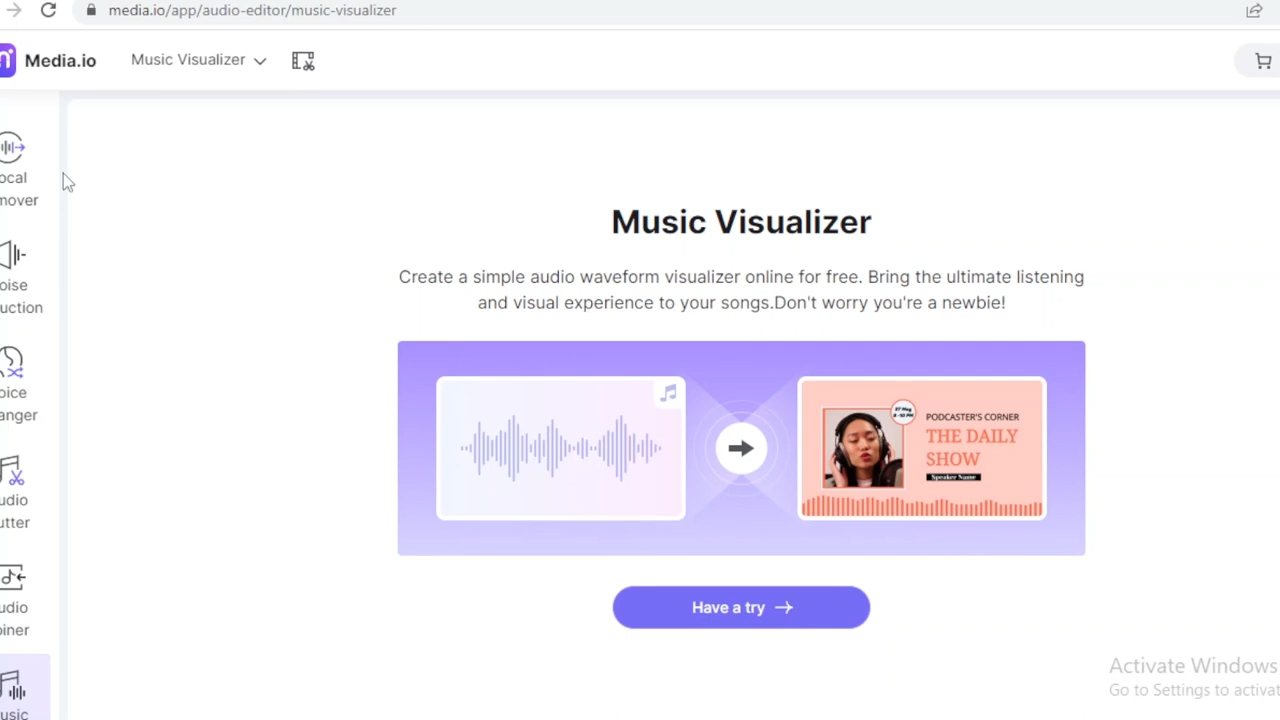 media.io/app/audio-editor/music-visualizer
Media.io
Music Visualizer
ocal
mover
oise
uction
oice
anger
udio
utter
udio
oiner
usic
Music Visualizer
Create a simple audio waveform visualizer online for free. Bring the ultimate listening
and visual experience to your songs.Don't worry you're a newbie!
PODCASTER'S CORNER
THE DAILY
SHOW
Speaker Name
Have a try
Activate Windows
Go to Settings to activat